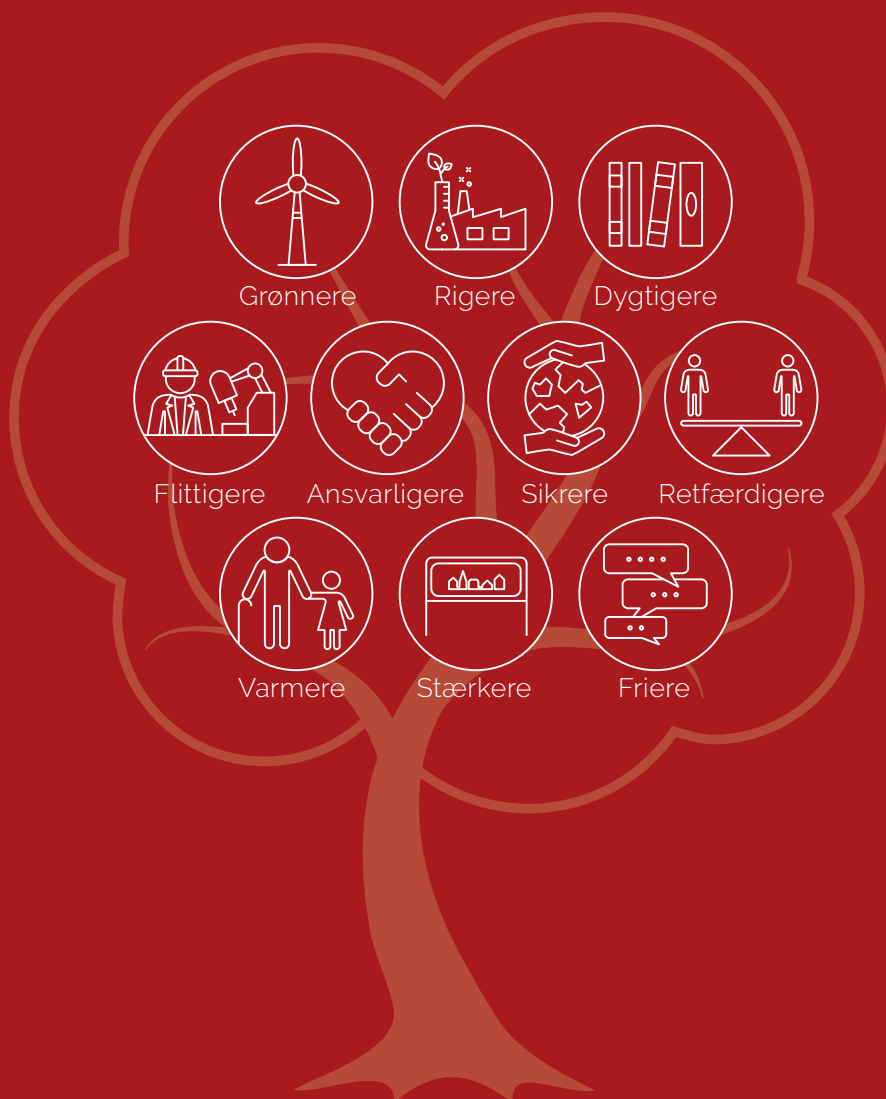 Grønnere Rigere Dygtigere
Flittigere Ansvarligere Sikrere Retfærdigere
Varmere Stærkere Friere